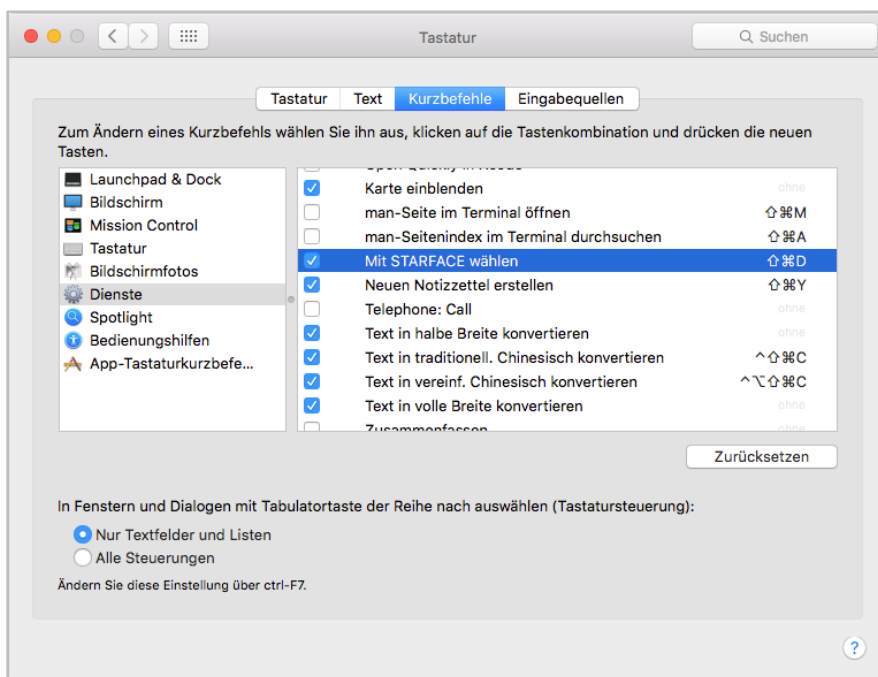 Tastatur
Suchen
Tastatur Text Kurzbefehle Eingabequellen
Zum Ändern eines Kurzbefehls wählen Sie ihn aus, klicken auf die Tastenkombination und drücken die neuen
Tasten.
Launchpad & Dock
Bildschirm
Mission Control
Tastatur
Bildschirmfotos
Dienste
Spotlight
Bedienungshilfen
App-Tastaturkurzbefe...
Karte einblenden ohne
man-Seite im Terminal öffnen ⇧⌘M
man-Seitenindex im Terminal durchsuchen ⇧⌘A
Mit STARFACE wählen ⇧⌘D
Neuen Notizzettel erstellen ⇧⌘Y
Telephone: Call ohne
Text in halbe Breite konvertieren ohne
Text in traditionell. Chinesisch konvertieren ^⇧⌘C
Text in vereinf. Chinesisch konvertieren ^⌥⇧⌘C
Text in volle Breite konvertieren ohne
Zusammenfassen ohne
Zurücksetzen
In Fenstern und Dialogen mit Tabulatortaste der Reihe nach auswählen (Tastatursteuerung):
Nur Textfelder und Listen
Alle Steuerungen
Ändern Sie diese Einstellung über ctrl-F7.
?